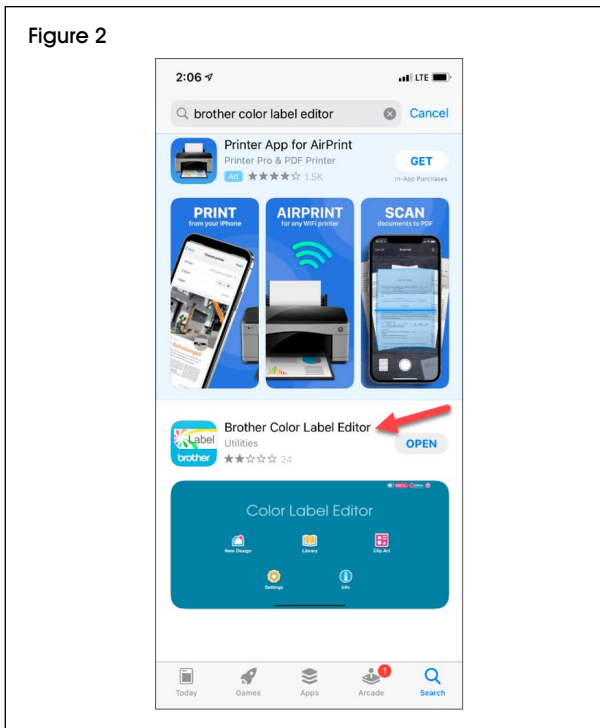 Figure 2
2:06
LTE
brother color label editor
Cancel
Printer App for AirPrint
Printer Pro & PDF Printer
GET
Ad ★★★★☆ 1.5K
In-App Purchases
PRINT
from your iPhone
AIRPRINT
for any WIFI printer
SCAN
documents to PDF
Brother Color Label Editor
Utilities
OPEN
★★☆☆☆ 24
Label
brother
Color Label Editor
New Design
Library
Clip Art
Settings
Info
1
Today
Games
Apps
Arcade
Search